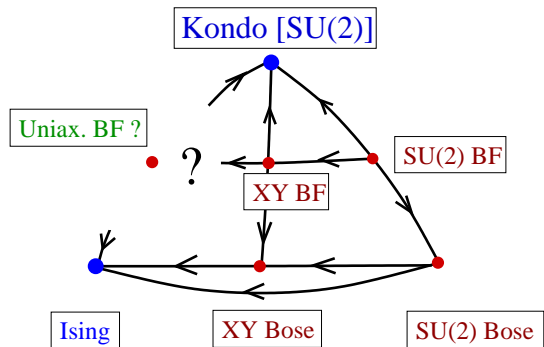 Kondo [SU(2)]
Uniax. BF ?
?
SU(2) BF
XY BF
Ising
XY Bose
SU(2) Bose